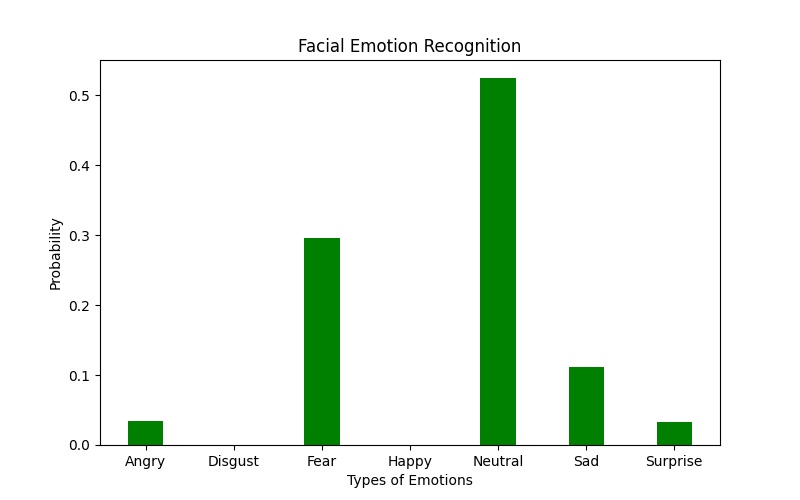 Facial Emotion Recognition
0.5
0.4
0.3
0.2
0.1
0.0
Probability
Angry Disgust Fear Happy Neutral Sad Surprise
Types of Emotions